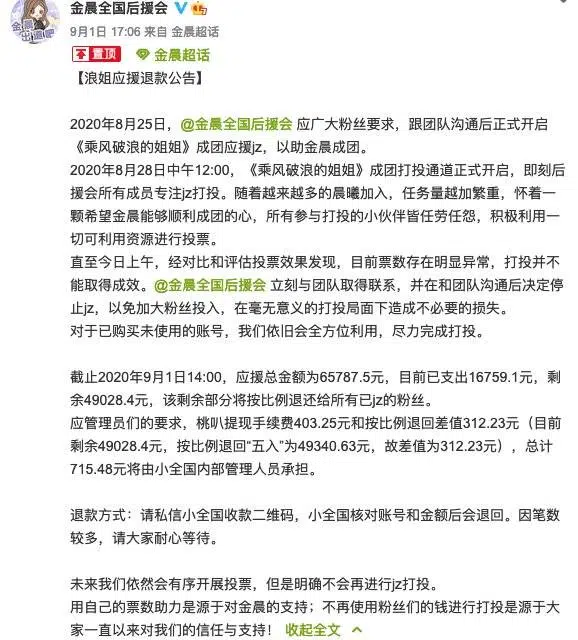 金晨出道吧
金晨全国后援会
9月1日 17:06 来自 金晨超话
置顶 金晨超话
【浪姐应援退款公告】
2020年8月25日，@金晨全国后援会 应广大粉丝要求，跟团队沟通后正式开启
《乘风破浪的姐姐》成团应援jz，以助金晨成团。
2020年8月28日中午12:00，《乘风破浪的姐姐》成团打投通道正式开启，即刻后
援会所有成员专注jz打投。随着越来越多的晨曦加入，任务量越加繁重，怀着一
颗希望金晨能够顺利成团的心，所有参与打投的小伙伴皆任劳任怨，积极利用一
切可利用资源进行投票。
直至今日上午，经对比和评估投票效果发现，目前票数存在明显异常，打投并不
能取得成效。@金晨全国后援会 立刻与团队取得联系，并在和团队沟通后决定停
止jz，以免加大粉丝投入，在毫无意义的打投局面下造成不必要的损失。
对于已购买未使用的账号，我们依旧会全方位利用，尽力完成打投。
截止2020年9月1日14:00，应援总金额为65787.5元，目前已支出16759.1元，剩
余49028.4元，该剩余部分将按比例退还给所有已jz的粉丝。
应管理员们的要求，桃叭提现手续费403.25元和按比例退回差值312.23元（目前
剩余49028.4元，按比例退回“五入”为49340.63元，故差值为312.23元），总计
715.48元将由小全国内部管理人员承担。
退款方式：请私信小全国收款二维码，小全国核对账号和金额后会退回。因笔数
较多，请大家耐心等待。
未来我们依然会有序开展投票，但是明确不会再进行jz打投。
用自己的票数助力是源于对金晨的支持；不再使用粉丝们的钱进行打投是源于大
家一直以来对我们的信任与支持！ 收起全文